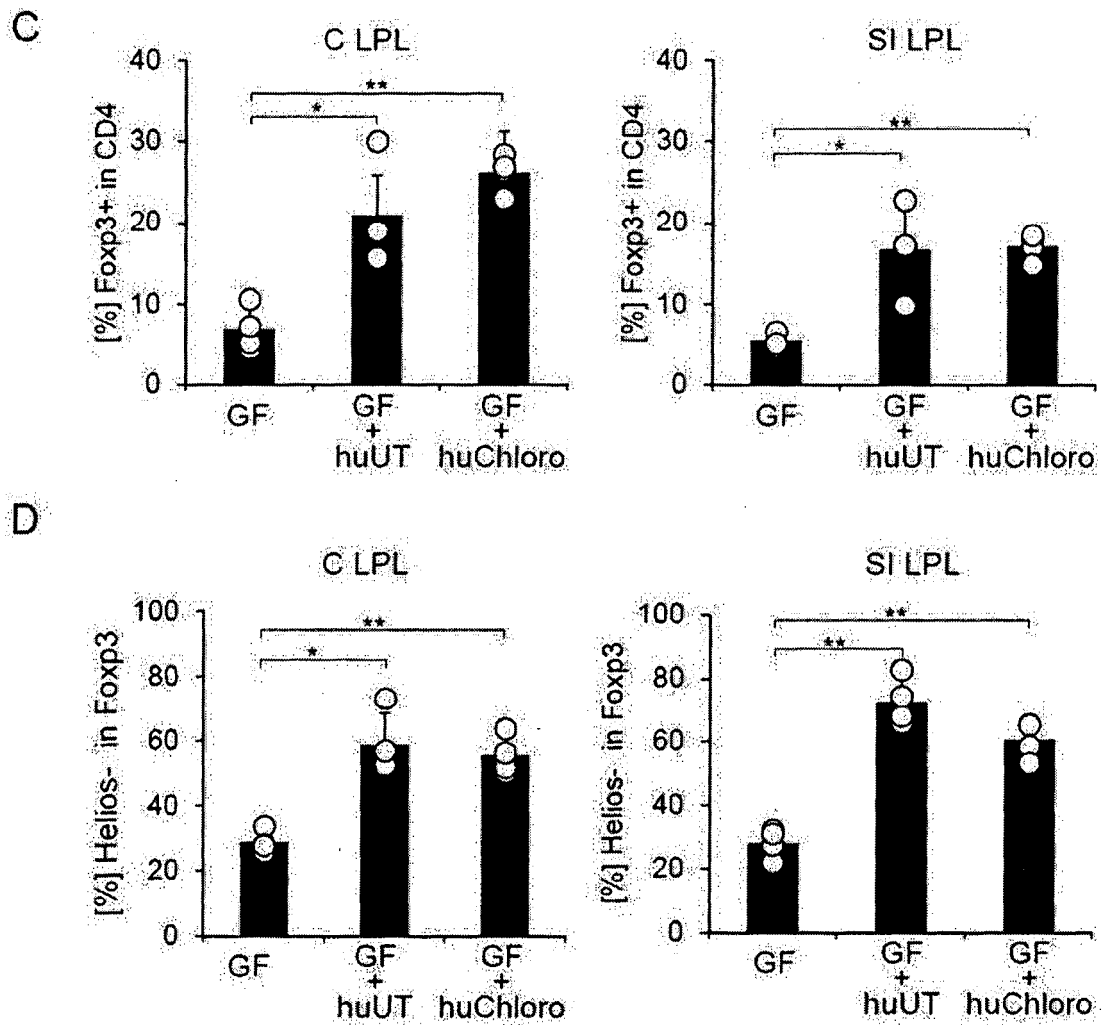 C
C LPL
[%] Foxp3+ in CD4
40
30
20
10
0
*
**
GF
GF
+
huUT
GF
+
huChloro
SI LPL
[%] Foxp3+ in CD4
40
30
20
10
0
*
**
GF
GF
+
huUT
GF
+
huChloro
D
C LPL
[%] Helios- in Foxp3
100
80
60
40
20
0
*
**
GF
GF
+
huUT
GF
+
huChloro
SI LPL
[%] Helios- in Foxp3
100
80
60
40
20
0
**
**
GF
GF
+
huUT
GF
+
huChloro